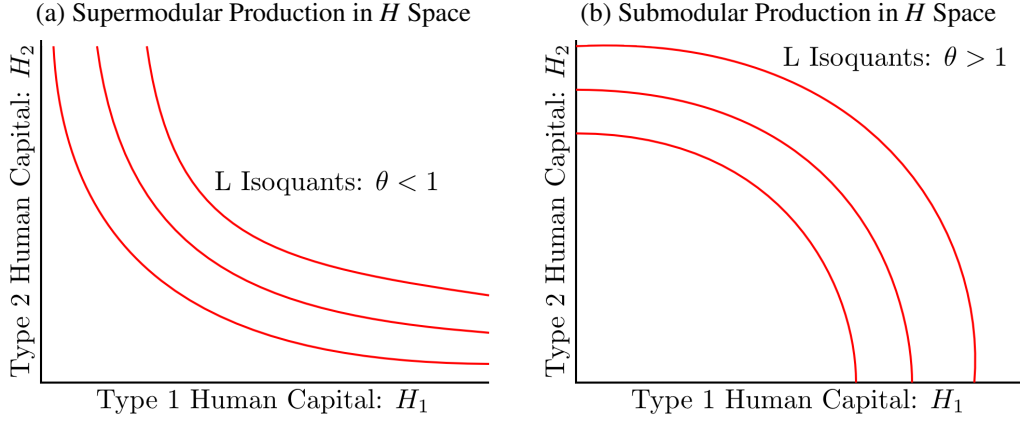 (a) Supermodular Production in H Space
Type 2 Human Capital: H₂
L Isoquants: θ < 1
Type 1 Human Capital: H₁
(b) Submodular Production in H Space
Type 2 Human Capital: H₂
L Isoquants: θ > 1
Type 1 Human Capital: H₁